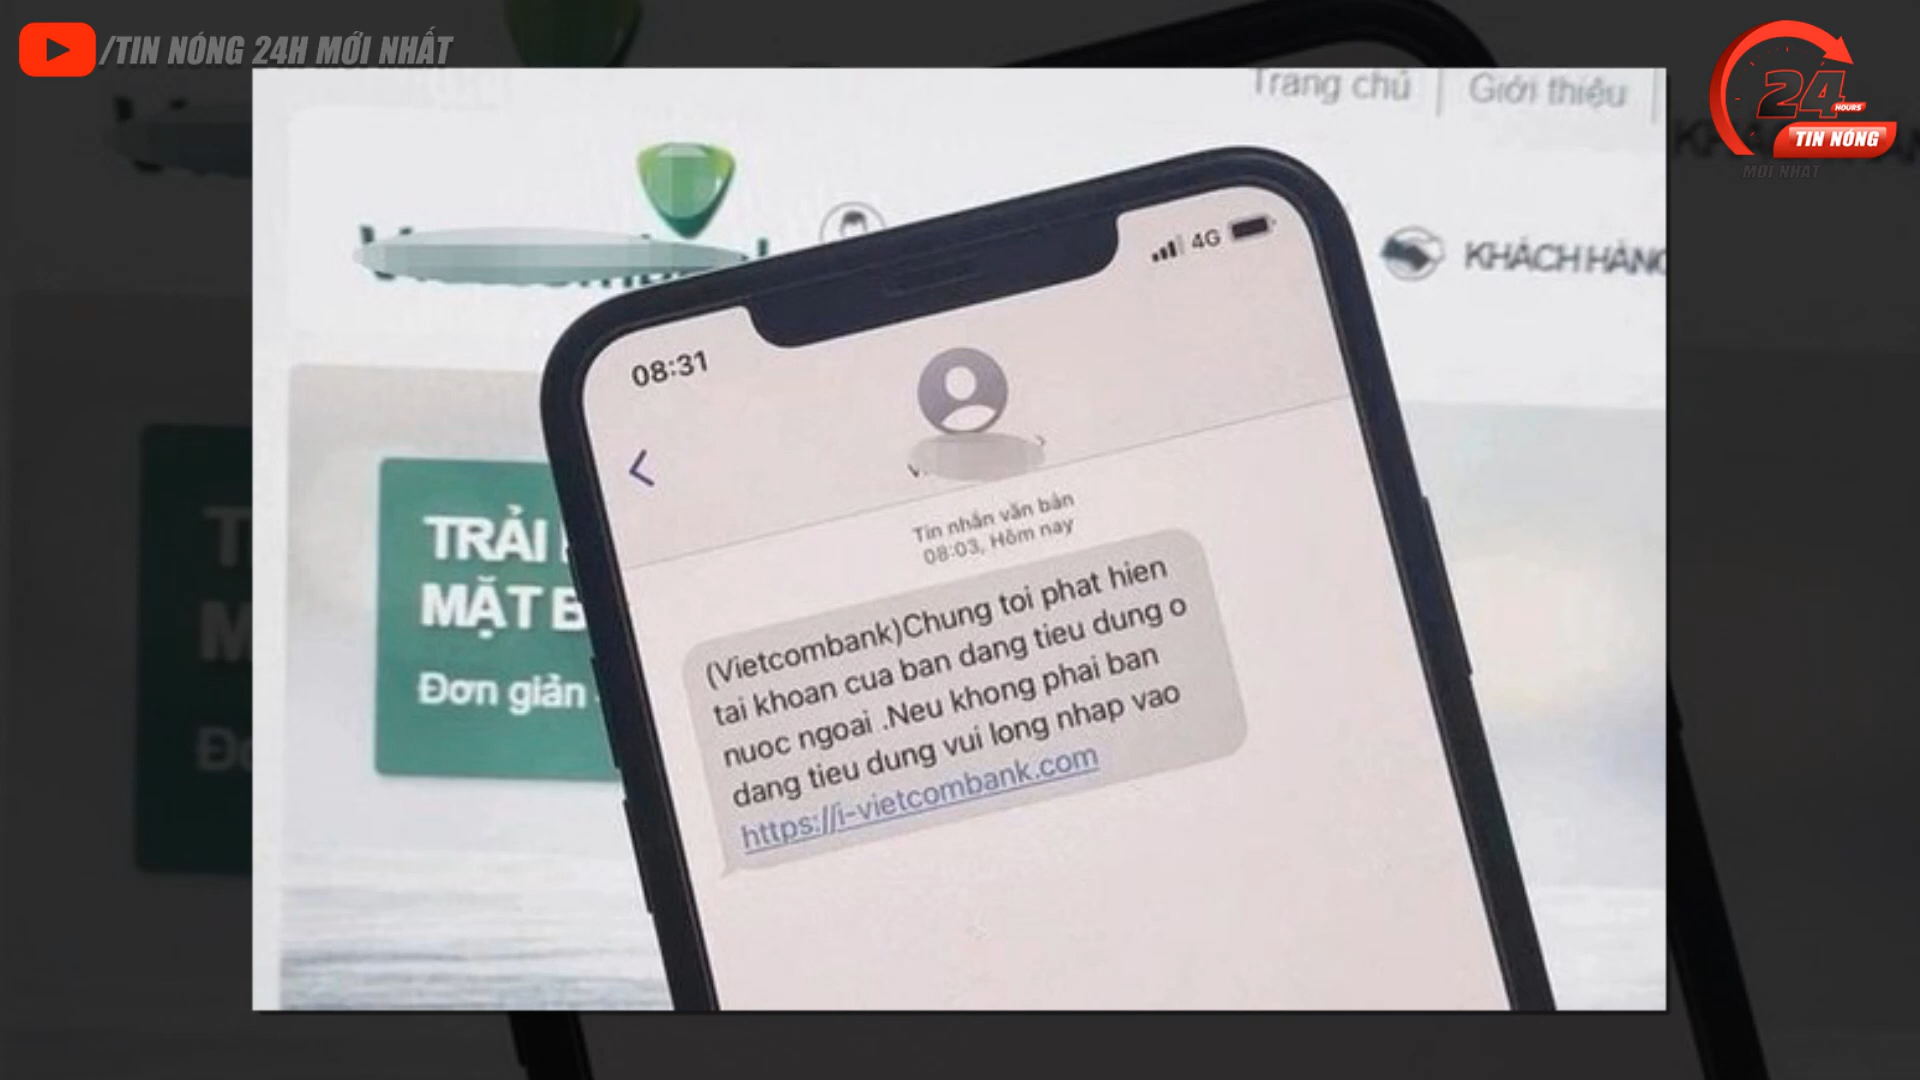 /TIN NÓNG 24H MỚI NHẤT
24
HOURS
TIN NÓNG
MỚI NHẤT
Trang chủ
Giới thiệu
KHÁCH HÀNG
TRẢI
MẶT
Đơn giản
08:31
4G
Tin nhắn văn bản
08:03, Hôm nay
(Vietcombank)Chung toi phat hien
tai khoan cua ban dang tieu dung o
nuoc ngoai .Neu khong phai ban
dang tieu dung vui long nhap vao
https://i-vietcombank.com